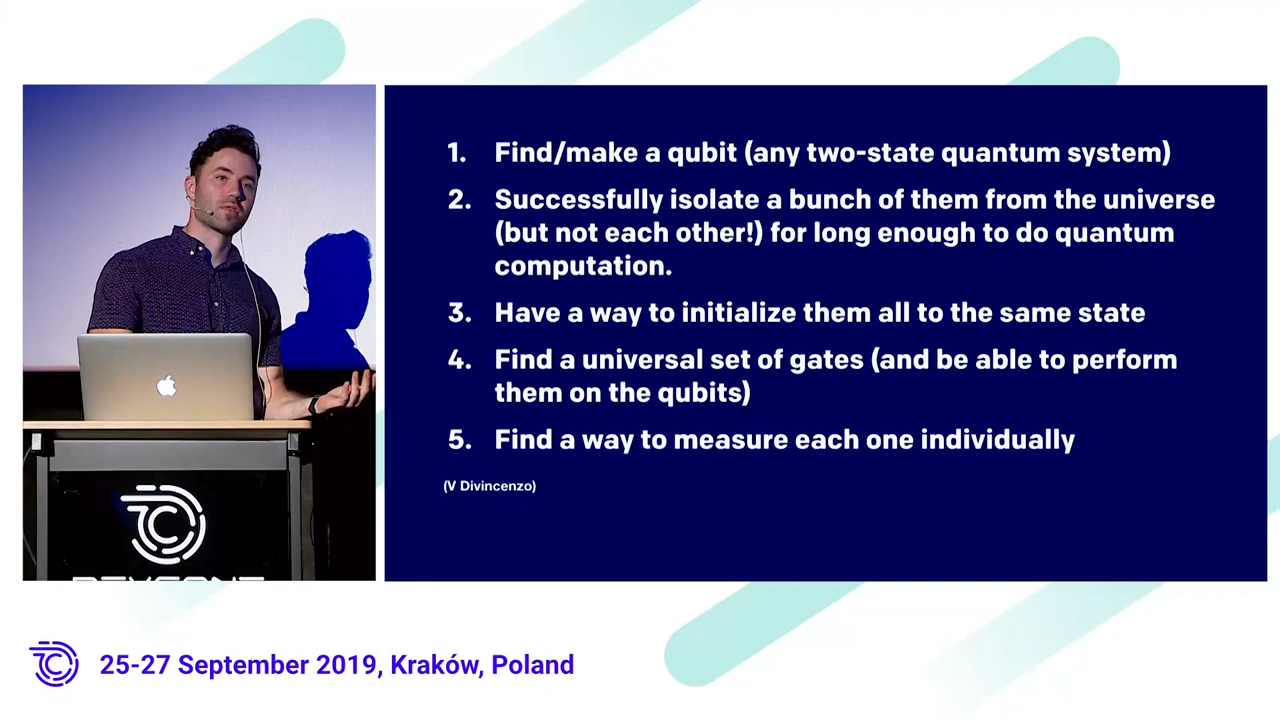 1. Find/make a qubit (any two-state quantum system)
2. Successfully isolate a bunch of them from the universe
(but not each other!) for long enough to do quantum
computation.
3. Have a way to initialize them all to the same state
4. Find a universal set of gates (and be able to perform
them on the qubits)
5. Find a way to measure each one individually
(V Divincenzo)
25-27 September 2019, Kraków, Poland